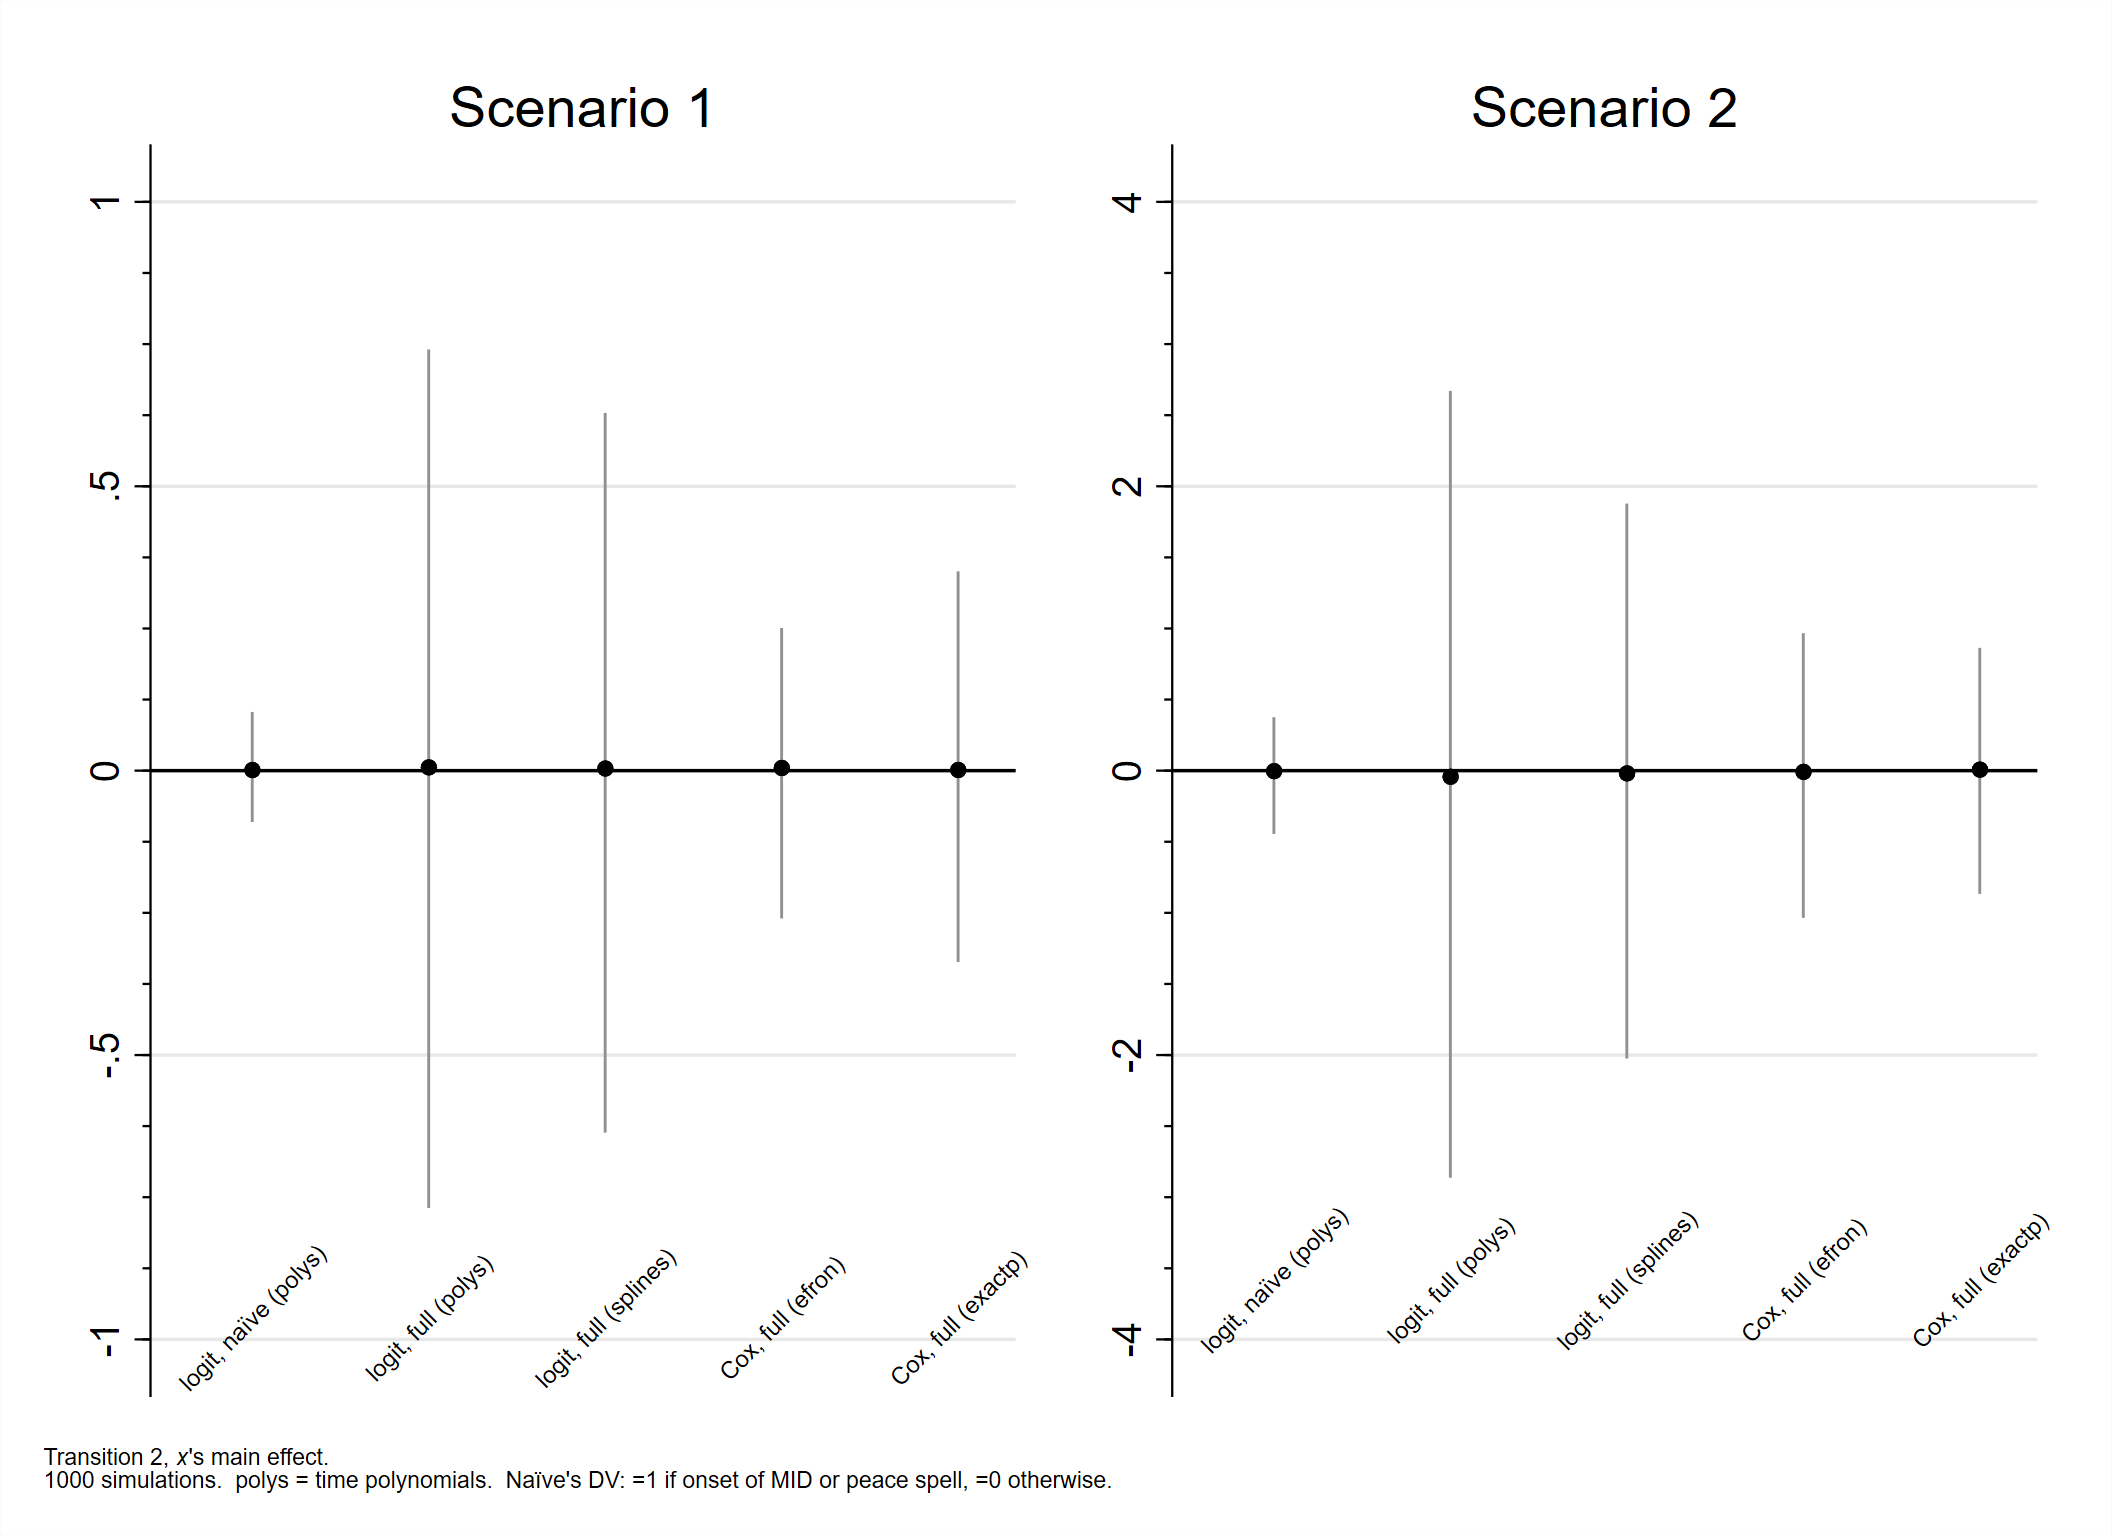 Scenario 1
1
.5
0
-.5
-1
logit, naïve (polys)
logit, full (polys)
logit, full (splines)
Cox, full (efron)
Cox, full (exactp)
Scenario 2
4
2
0
-2
-4
logit, naïve (polys)
logit, full (polys)
logit, full (splines)
Cox, full (efron)
Cox, full (exactp)
Transition 2, x's main effect.
1000 simulations.  polys = time polynomials.  Naïve's DV: =1 if onset of MID or peace spell, =0 otherwise.